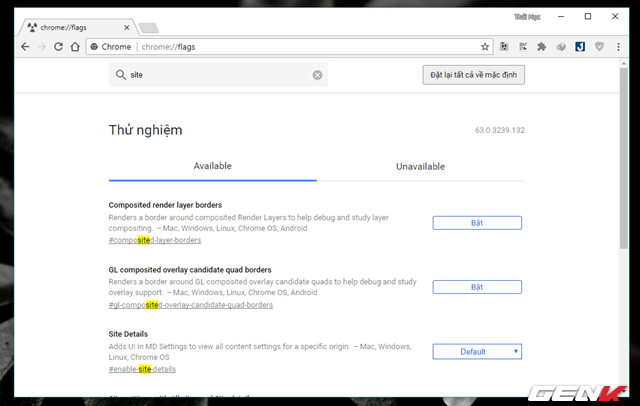 chrome://flags
Thái Học
Chrome | chrome://flags
site
Đặt lại tất cả về mặc định
Thử nghiệm
63.0.3239.132
Available
Unavailable
Composited render layer borders
Renders a border around composited Render Layers to help debug and study layer
compositing. – Mac, Windows, Linux, Chrome OS, Android
#composited-layer-borders
Bật
GL composited overlay candidate quad borders
Renders a border around GL composited overlay candidate quads to help debug and study
overlay support. – Mac, Windows, Linux, Chrome OS, Android
#gl-composited-overlay-candidate-quad-borders
Bật
Site Details
Adds UI in MD Settings to view all content settings for a specific origin. – Mac, Windows,
Linux, Chrome OS
#enable-site-details
Default
GENK